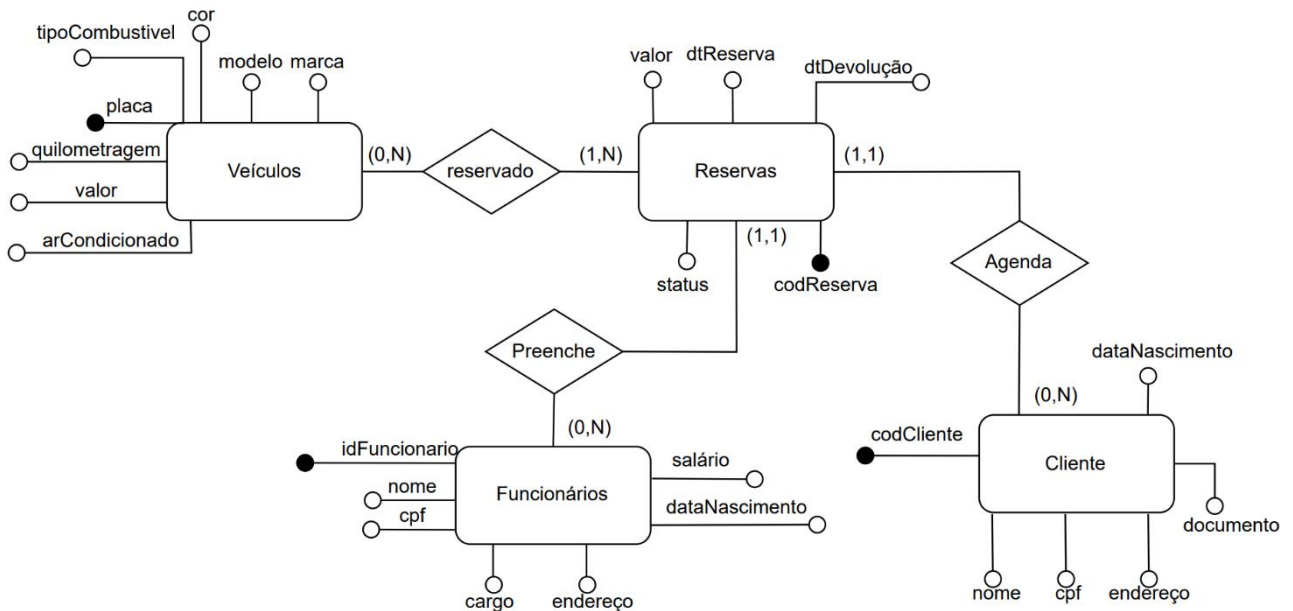 cor
tipoCombustivel
modelo
marca
placa
quilometragem
valor
arCondicionado
Veículos
(0,N)
reservado
(1,N)
valor
dtReserva
dtDevolução
Reservas
(1,1)
(1,1)
status
codReserva
Agenda
Preenche
(0,N)
dataNascimento
(0,N)
codCliente
Cliente
documento
nome
cpf
endereço
idFuncionario
nome
cpf
Funcionários
salário
dataNascimento
cargo
endereço